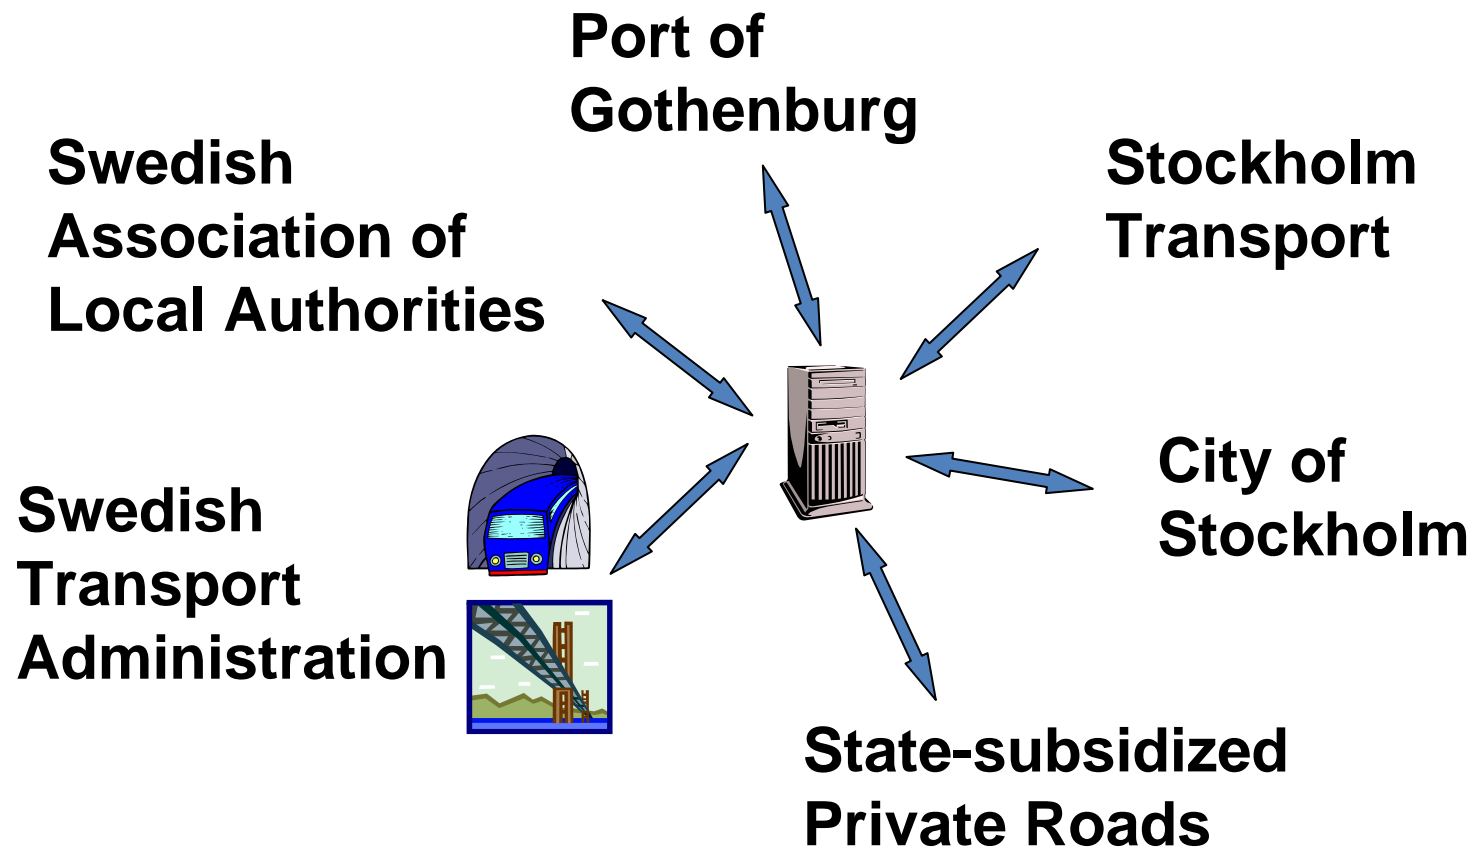 Port of
Gothenburg
Swedish
Association of
Local Authorities
Stockholm
Transport
Swedish
Transport
Administration
City of
Stockholm
State-subsidized
Private Roads